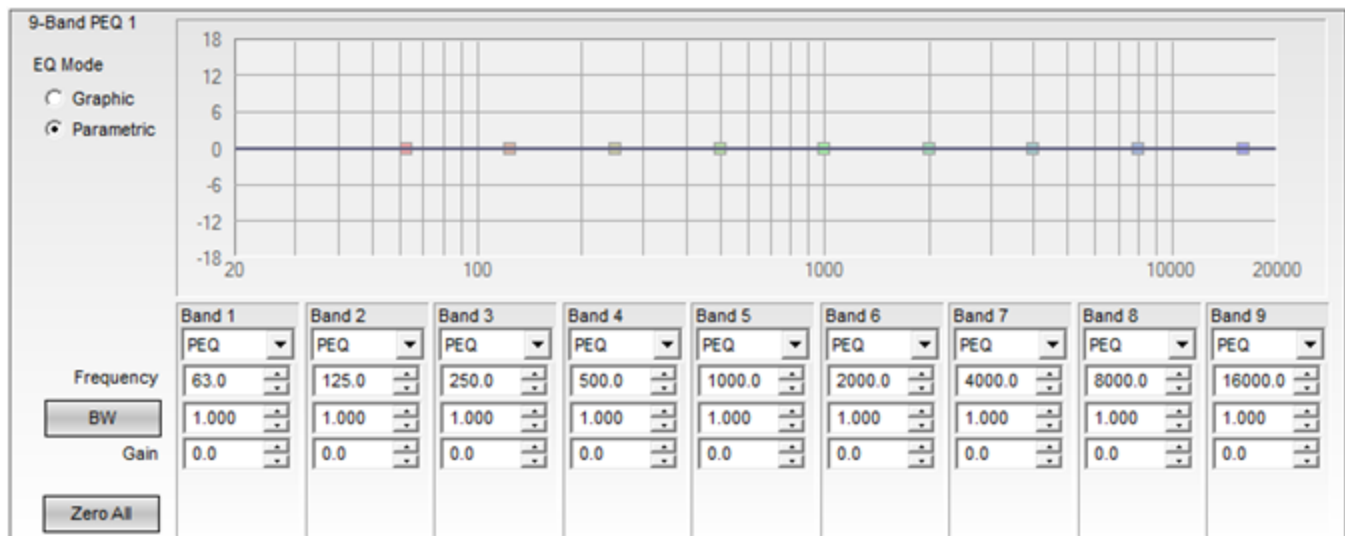 9-Band PEQ 1
EQ Mode
Graphic
Parametric
18
12
6
0
-6
-12
-18
20 100 1000 10000 20000
Band 1 Band 2 Band 3 Band 4 Band 5 Band 6 Band 7 Band 8 Band 9
PEQ PEQ PEQ PEQ PEQ PEQ PEQ PEQ PEQ
Frequency 63.0 125.0 250.0 500.0 1000.0 2000.0 4000.0 8000.0 16000.0
BW 1.000 1.000 1.000 1.000 1.000 1.000 1.000 1.000 1.000
Gain 0.0 0.0 0.0 0.0 0.0 0.0 0.0 0.0 0.0
Zero All